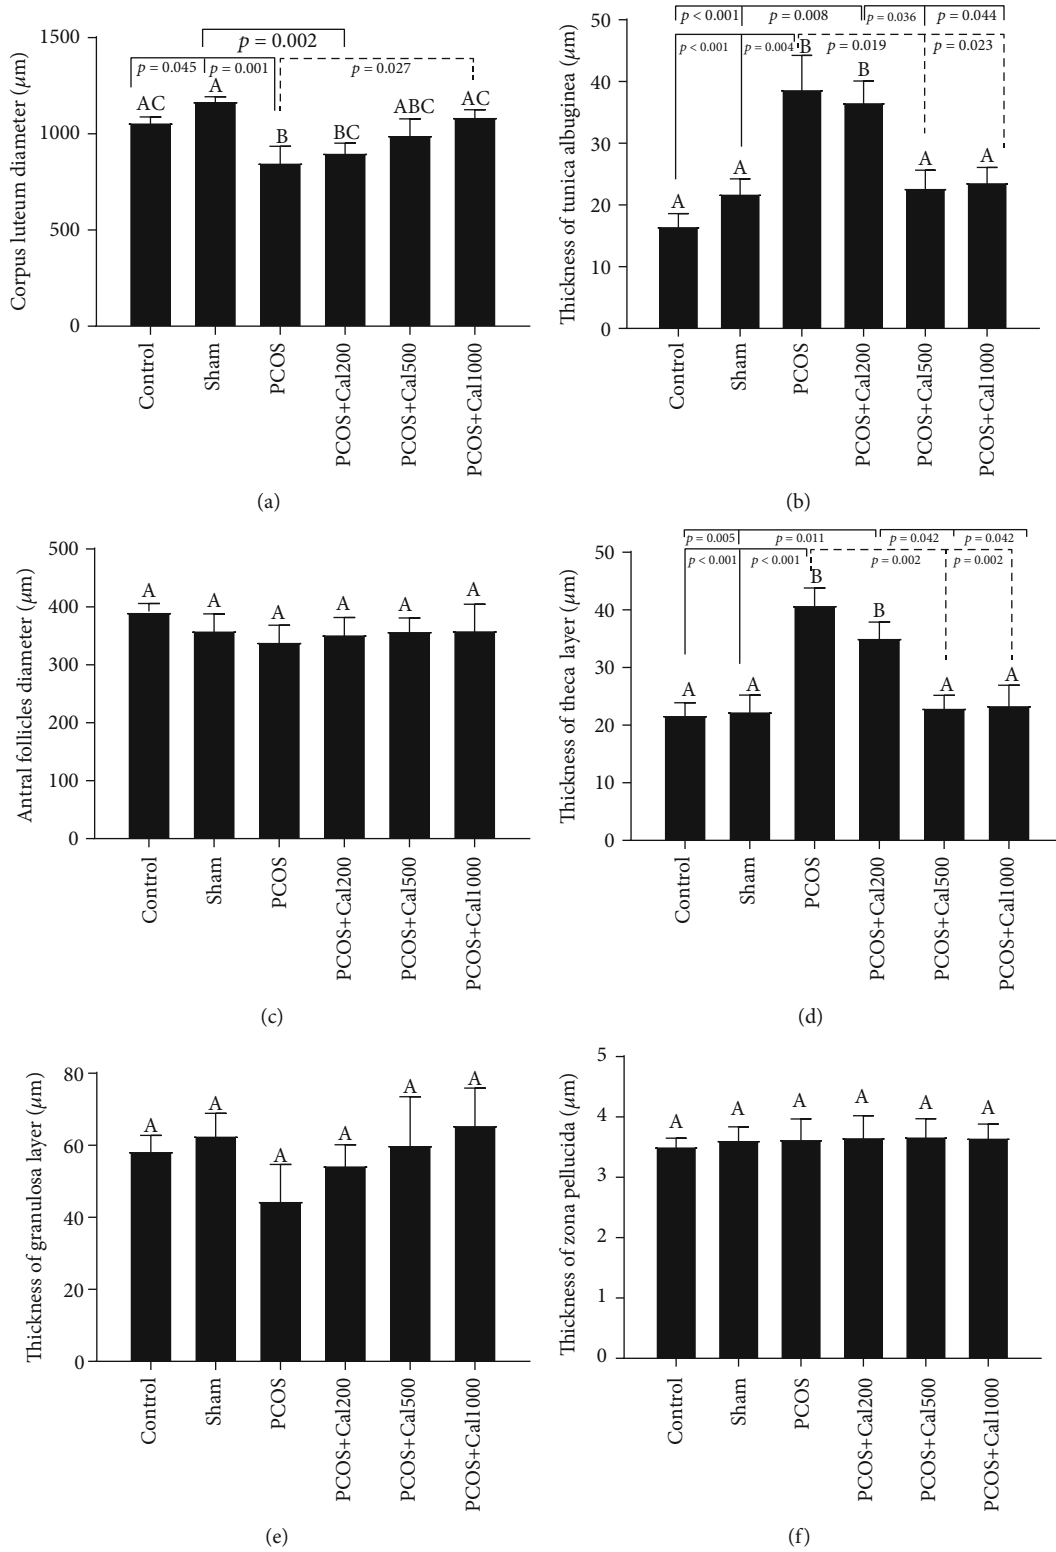 p = 0.002
p = 0.045
p = 0.001
p = 0.027
1500
1000
500
0
Corpus luteum diameter (μm)
AC
A
B
BC
ABC
AC
Control
Sham
PCOS
PCOS+Cal200
PCOS+Cal500
PCOS+Cal1000
(a)
p < .001
p = 0.008
p = 0.036
p = 0.044
p < .001
p = 0.004
p = 0.019
p = 0.023
50
40
30
20
10
0
Thickness of tunica albuginea (μm)
A
A
B
B
A
A
Control
Sham
PCOS
PCOS+Cal200
PCOS+Cal500
PCOS+Cal1000
(b)
500
400
300
200
100
0
Antral follicles diameter (μm)
A
A
A
A
A
A
Control
Sham
PCOS
PCOS+Cal200
PCOS+Cal500
PCOS+Cal1000
(c)
p = 0.005
p = 0.011
p = 0.042
p = 0.042
p < 0.001
p < 0.001
p = 0.002
p = 0.002
50
40
30
20
10
0
Thickness of theca layer (μm)
A
A
B
B
A
A
Control
Sham
PCOS
PCOS+Cal200
PCOS+Cal500
PCOS+Cal1000
(d)
80
60
40
20
0
Thickness of granulosa layer (μm)
A
A
A
A
A
A
Control
Sham
PCOS
PCOS+Cal200
PCOS+Cal500
PCOS+Cal1000
(e)
5
4
3
2
1
0
Thickness of zona pellucida (μm)
A
A
A
A
A
A
Control
Sham
PCOS
PCOS+Cal200
PCOS+Cal500
PCOS+Cal1000
(f)